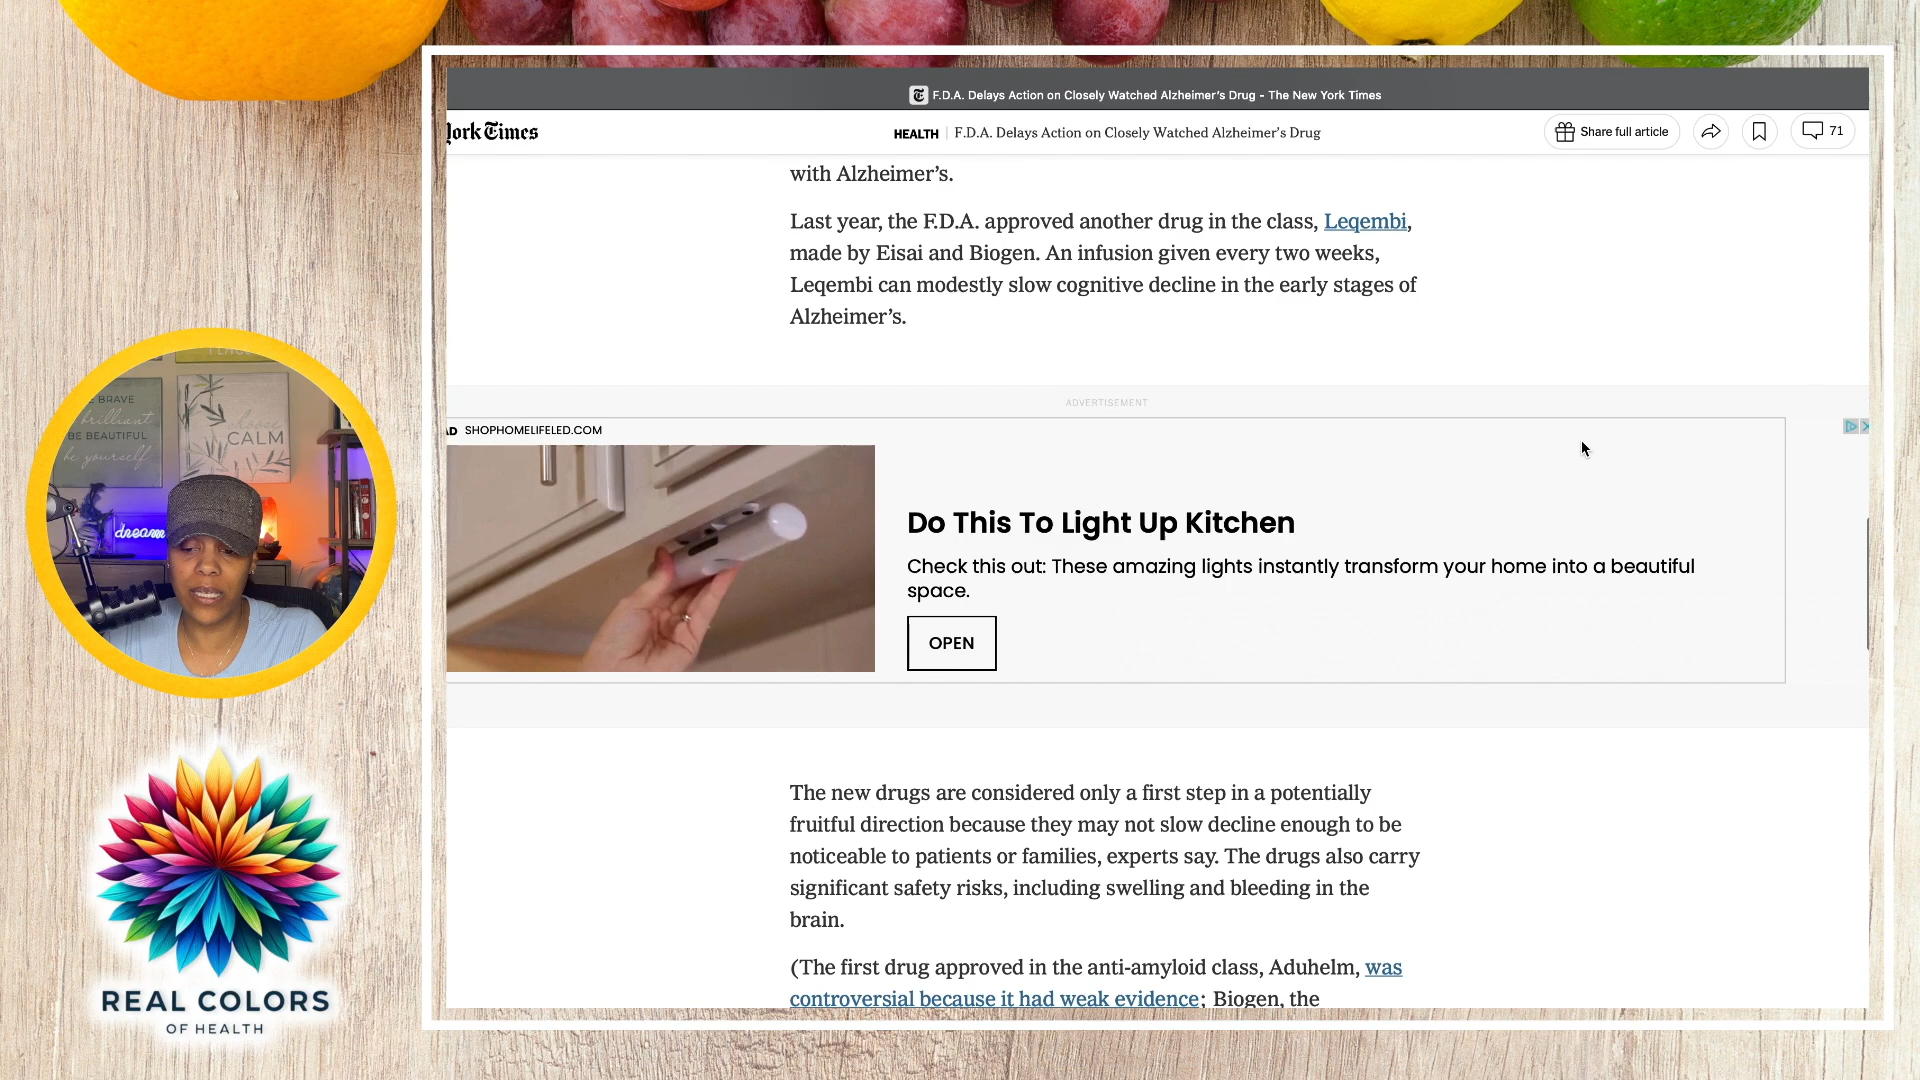 F.D.A. Delays Action on Closely Watched Alzheimer's Drug - The New York Times
York Times
HEALTH | F.D.A. Delays Action on Closely Watched Alzheimer's Drug
Share full article
71
with Alzheimer's.
Last year, the F.D.A. approved another drug in the class, Leqembi,
made by Eisai and Biogen. An infusion given every two weeks,
Leqembi can modestly slow cognitive decline in the early stages of
Alzheimer's.
ADVERTISEMENT
AD SHOPHOMELIFELED.COM
Do This To Light Up Kitchen
Check this out: These amazing lights instantly transform your home into a beautiful
space.
OPEN
The new drugs are considered only a first step in a potentially
fruitful direction because they may not slow decline enough to be
noticeable to patients or families, experts say. The drugs also carry
significant safety risks, including swelling and bleeding in the
brain.
(The first drug approved in the anti-amyloid class, Aduhelm, was
controversial because it had weak evidence; Biogen, the
BRAVE
brilliant
BE BEAUTIFUL
be yourself
choose
CALM
dream
REAL COLORS
OF HEALTH